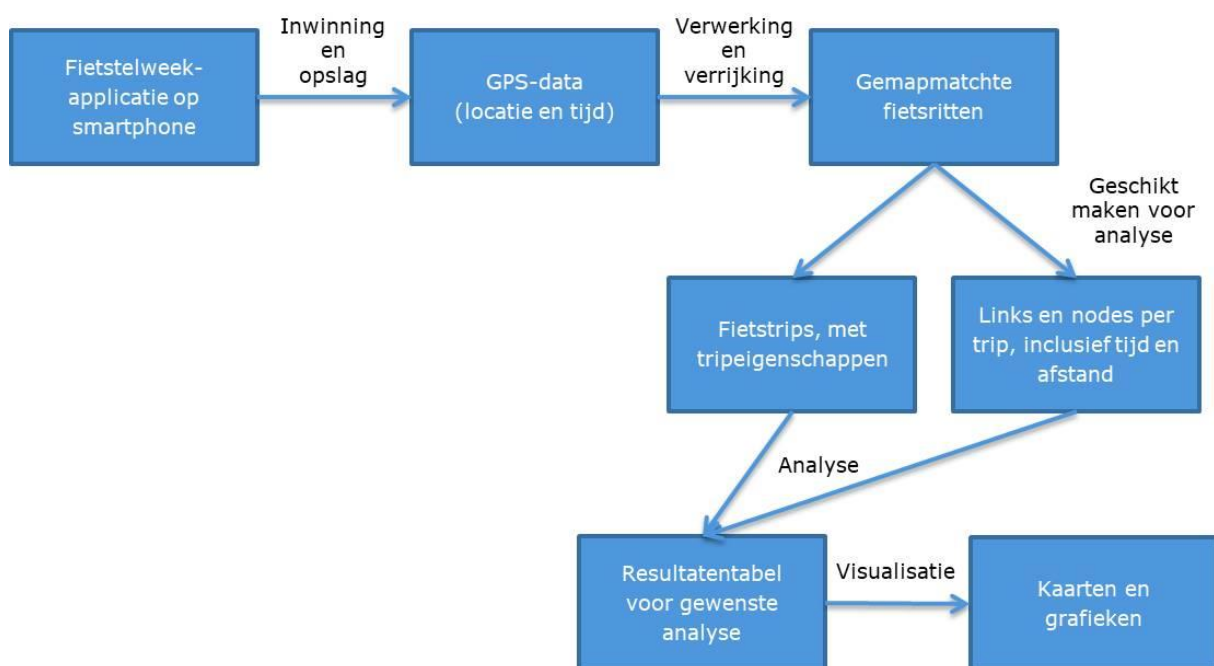 Fietstelweek-
applicatie op
smartphone
Inwinning
en
opslag
GPS-data
(locatie en tijd)
Verwerking
en
verrijking
Gemapmatchte
fietsritten
Geschikt
maken voor
analyse
Fietstrips, met
tripeigenschappen
Links en nodes per
trip, inclusief tijd en
afstand
Analyse
Resultatentabel
voor gewenste
analyse
Visualisatie
Kaarten en
grafieken